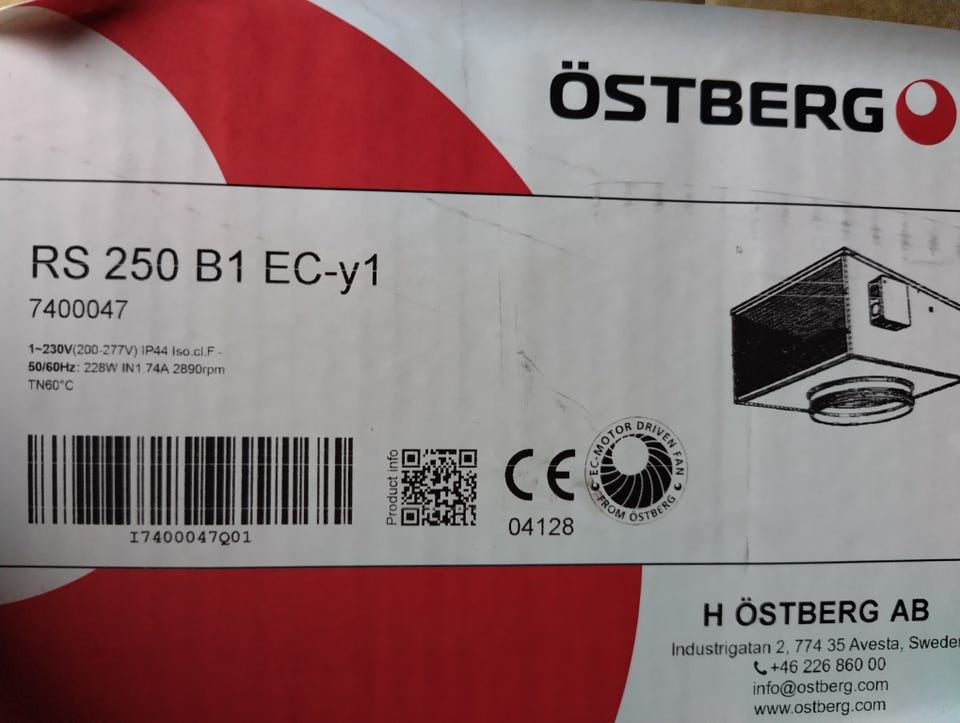 ÖSTBERG
RS 250 B1 EC-y1
7400047
1~230V(200-277V) IP44 Iso.cl.F -
50/60Hz: 228W IN1.74A 2890rpm
TN60°C
I7400047Q01
Product info
CE
04128
EC-MOTOR DRIVEN FAN
FROM ÖSTBERG
H ÖSTBERG AB
Industrigatan 2, 774 35 Avesta, Sweden
+46 226 860 00
info@ostberg.com
www.ostberg.com